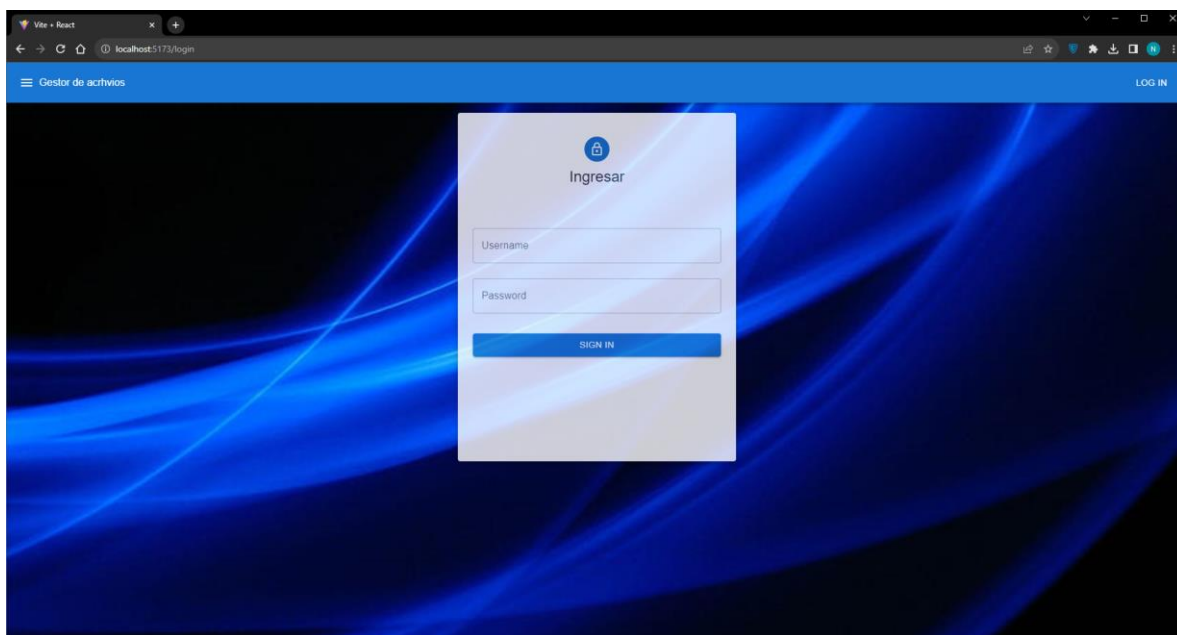 Vite + React
localhost:5173/login
N
Gestor de acrhvios
LOG IN
Ingresar
Username
Password
SIGN IN